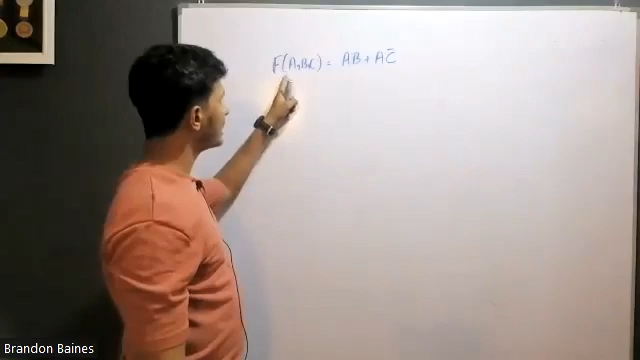 F(A,B,C) = AB + AC̅
Brandon Baines